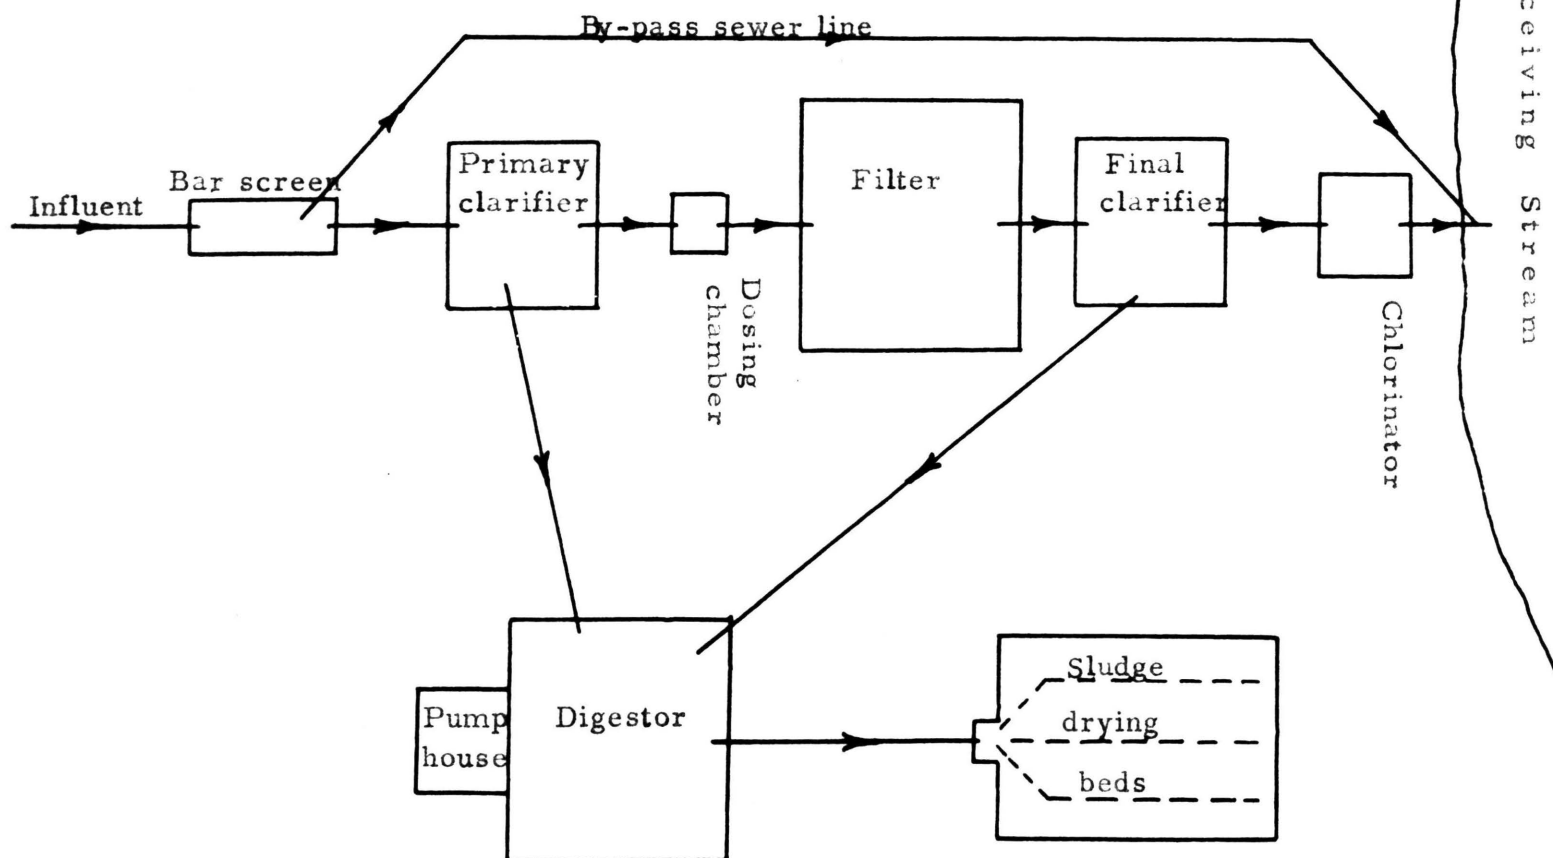 By-pass sewer line
ceiving Stream
Influent
Bar screen
Primary
clarifier
Dosing
chamber
Filter
Final
clarifier
Chlorinator
Pump
house
Digestor
Sludge
drying
beds